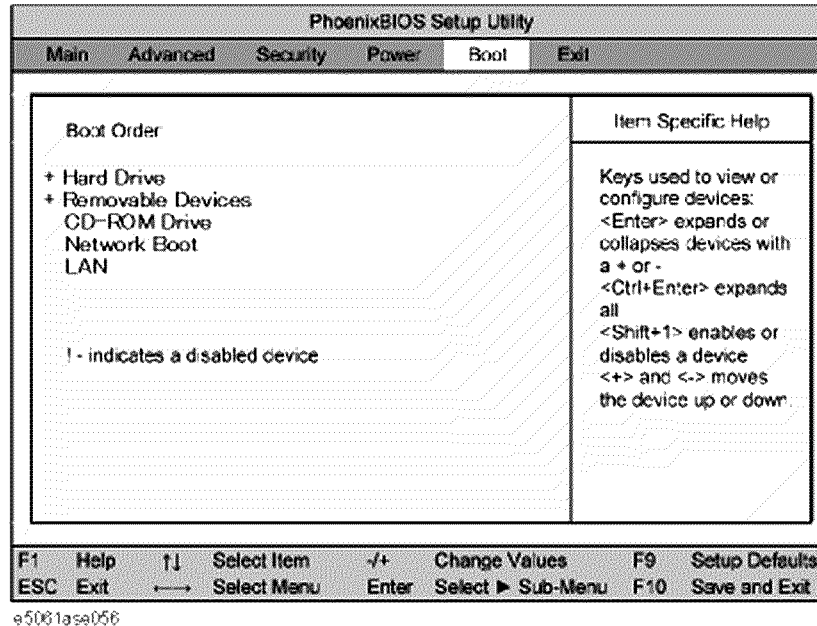 PhoenixBIOS Setup Utility
Main Advanced Security Power Boot Exit
Boot Order
+ Hard Drive
+ Removable Devices
CD-ROM Drive
Network Boot
LAN
! - indicates a disabled device
Item Specific Help
Keys used to view or
configure devices:
<Enter> expands or
collapses devices with
a + or -
<Ctrl+Enter> expands
all
<Shift+1> enables or
disables a device
<+> and <-> moves
the device up or down.
F1 Help ↑↓ Select Item -/+ Change Values F9 Setup Defaults
ESC Exit ←→ Select Menu Enter Select ► Sub-Menu F10 Save and Exit
e5061ase056